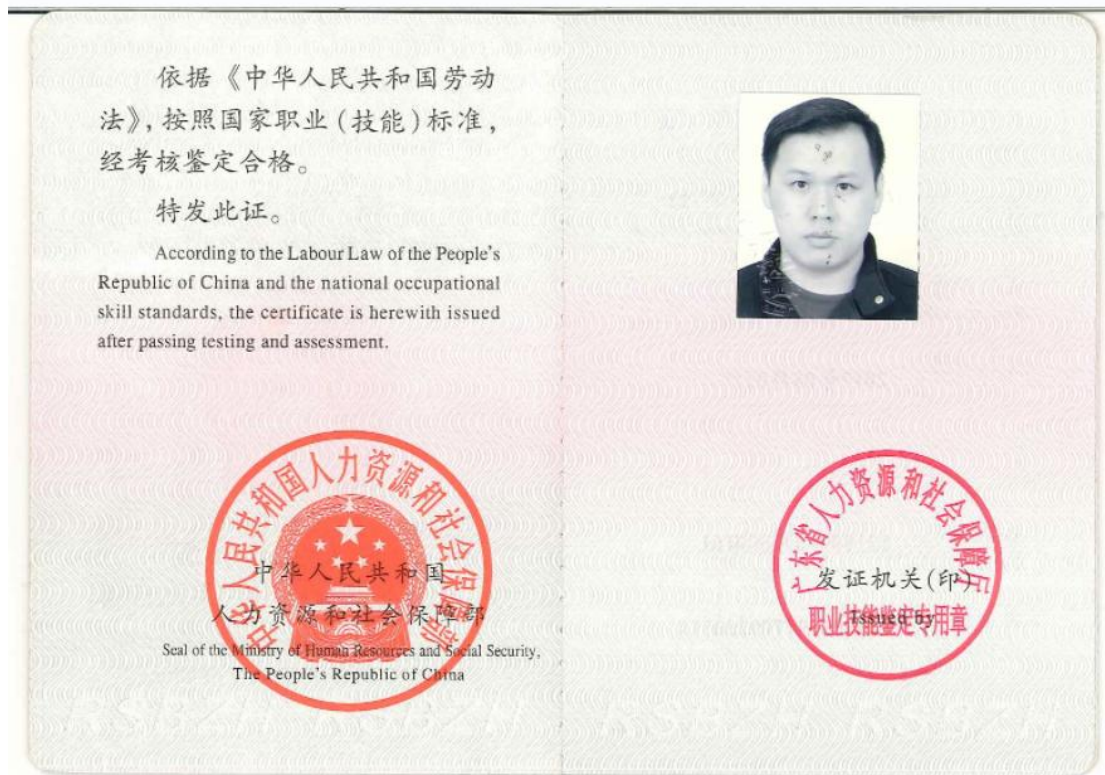 依据《中华人民共和国劳动
法》，按照国家职业（技能）标准，
经考核鉴定合格。
特发此证。
According to the Labour Law of the People's
Republic of China and the national occupational
skill standards, the certificate is herewith issued
after passing testing and assessment.
中华人民共和国人力资源和社会保障部
中华人民共和国
人力资源和社会保障部
Seal of the Ministry of Human Resources and Social Security,
The People's Republic of China
广东省人力资源和社会保障厅
发证机关(印)
Issued by
职业技能鉴定专用章
RSBZH RSBZH RSBZH RSBZH